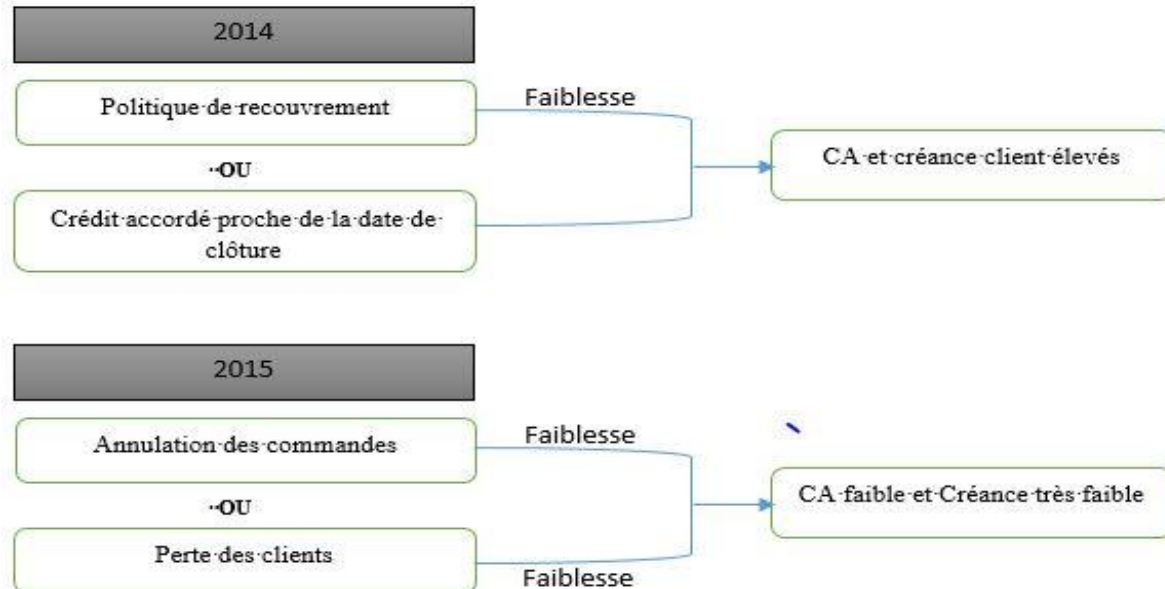 2014
Politique de recouvrement
Faiblesse
··OU
Crédit accordé proche de la date de
clôture
CA et créance client élevés
2015
Annulation des commandes
Faiblesse
··OU
Perte des clients
Faiblesse
CA faible et Créance très faible